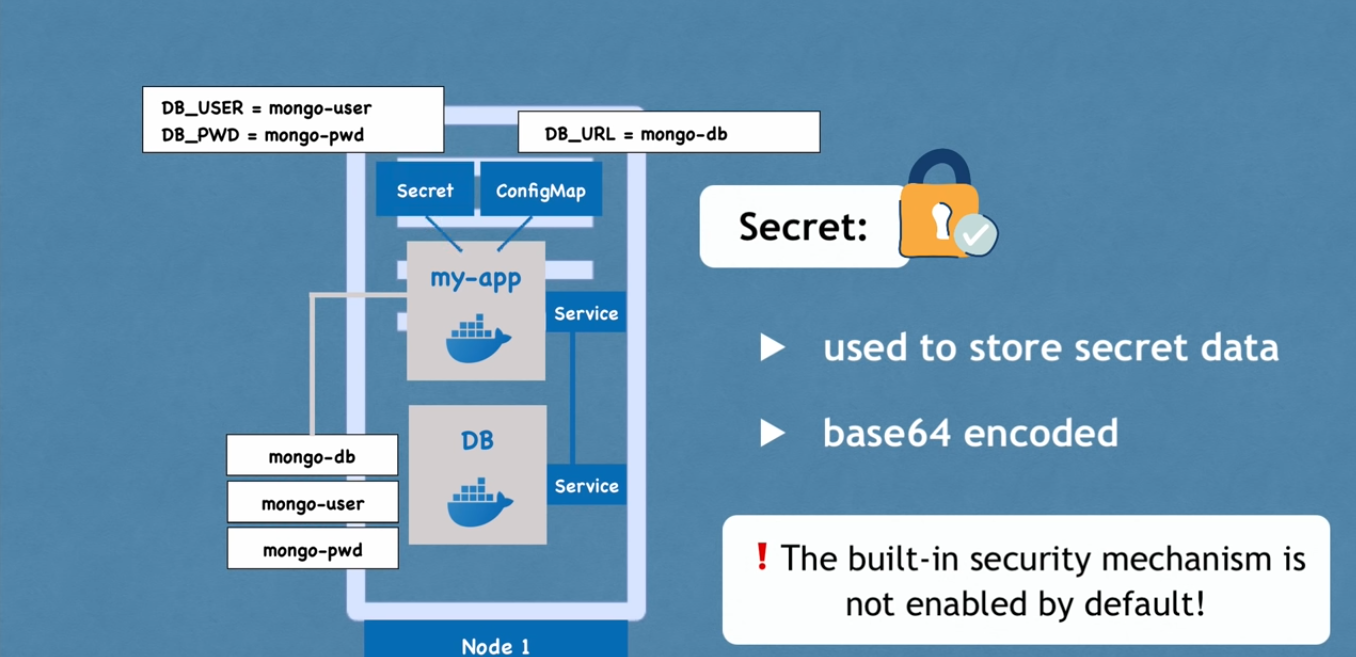 DB_USER = mongo-user
DB_PWD = mongo-pwd
DB_URL = mongo-db
Secret
ConfigMap
my-app
Service
DB
Service
mongo-db
mongo-user
mongo-pwd
Node 1
Secret:
used to store secret data
base64 encoded
! The built-in security mechanism is
not enabled by default!